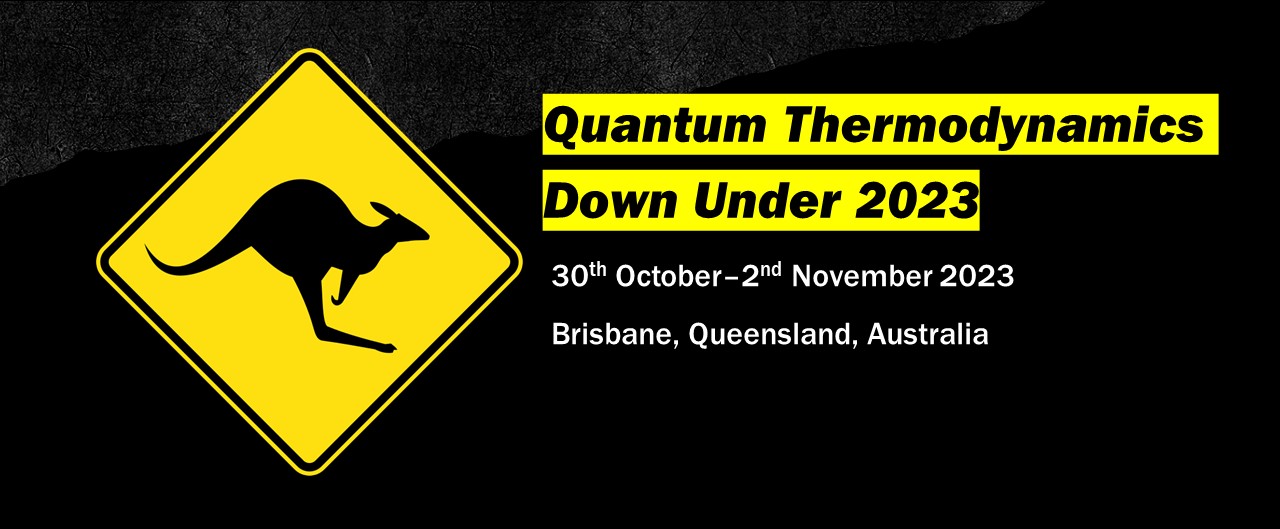 Quantum Thermodynamics
Down Under 2023
30th October–2nd November 2023
Brisbane, Queensland, Australia